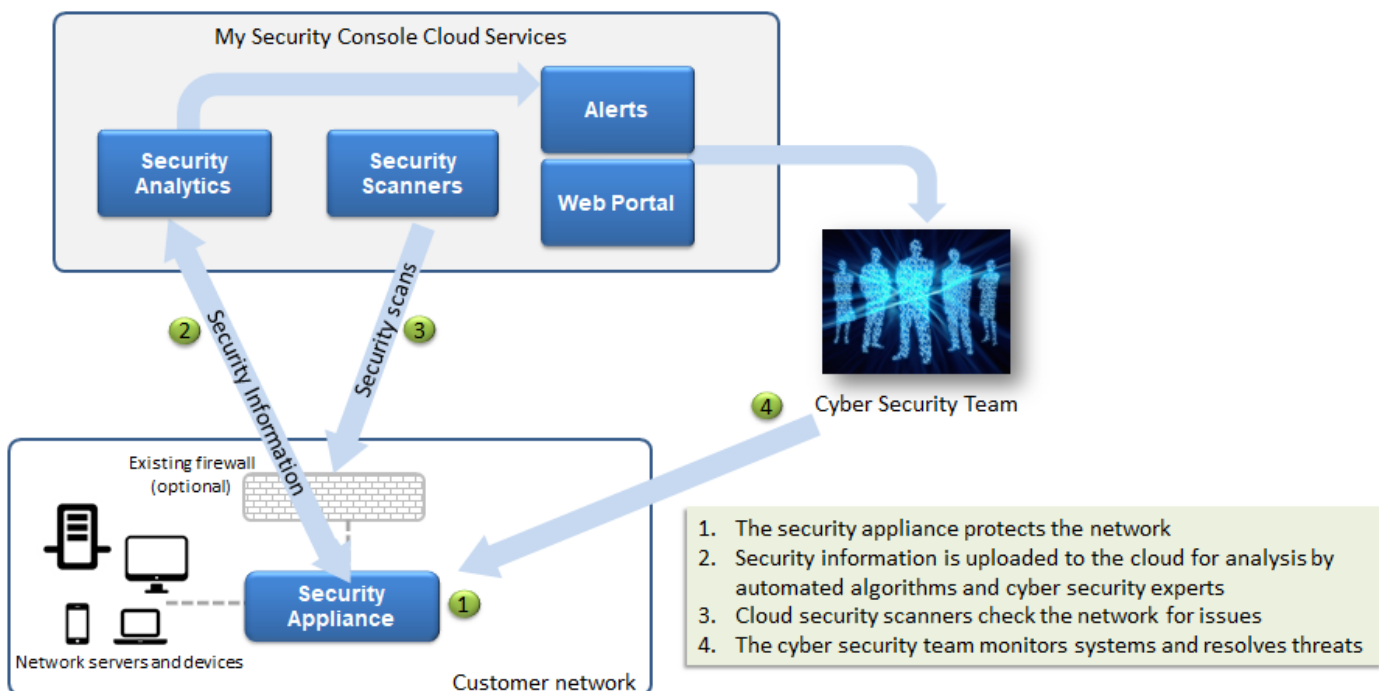 My Security Console Cloud Services
Alerts
Security
Analytics
Security
Scanners
Web Portal
2
Security Information
3
Security scans
4
Cyber Security Team
Existing firewall
(optional)
Security
Appliance
1
Network servers and devices
Customer network
1. The security appliance protects the network
2. Security information is uploaded to the cloud for analysis by
automated algorithms and cyber security experts
3. Cloud security scanners check the network for issues
4. The cyber security team monitors systems and resolves threats